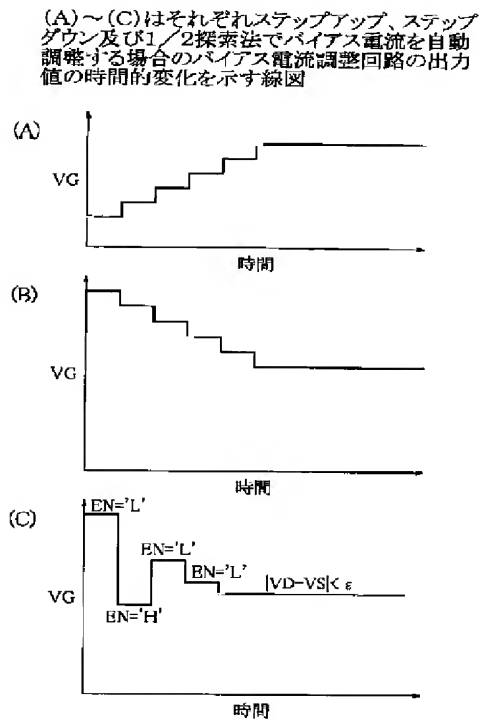 (A)～(C)はそれぞれステップアップ、ステップ
ダウン及び1／2探索法でバイアス電流を自動
調整する場合のバイアス電流調整回路の出力
値の時間的変化を示す線図
(A)
VG
時間
(B)
VG
時間
(C)
EN='L'
EN='L'
EN='L'
|VD-VS|< ε
VG
EN='H'
時間